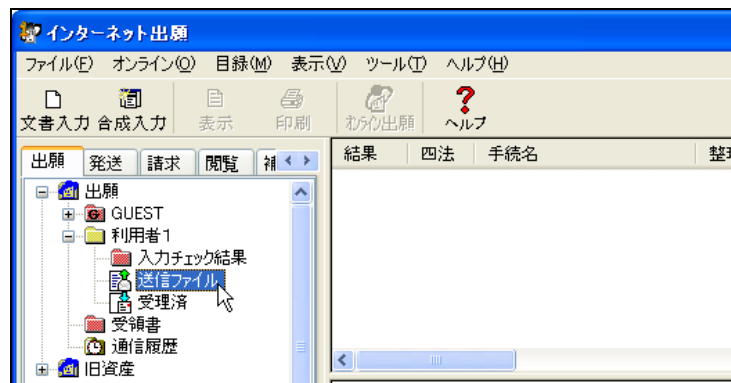 インターネット出願
ファイル(F) オンライン(O) 目録(M) 表示(V) ツール(T) ヘルプ(H)
文書入力 合成入力 表示 印刷 オンライン出願 ヘルプ
出願 発送 請求 閲覧
結果 四法 手続名
出願
GUEST
利用者1
入力チェック結果
送信ファイル
受理済
受領書
通信履歴
旧資産